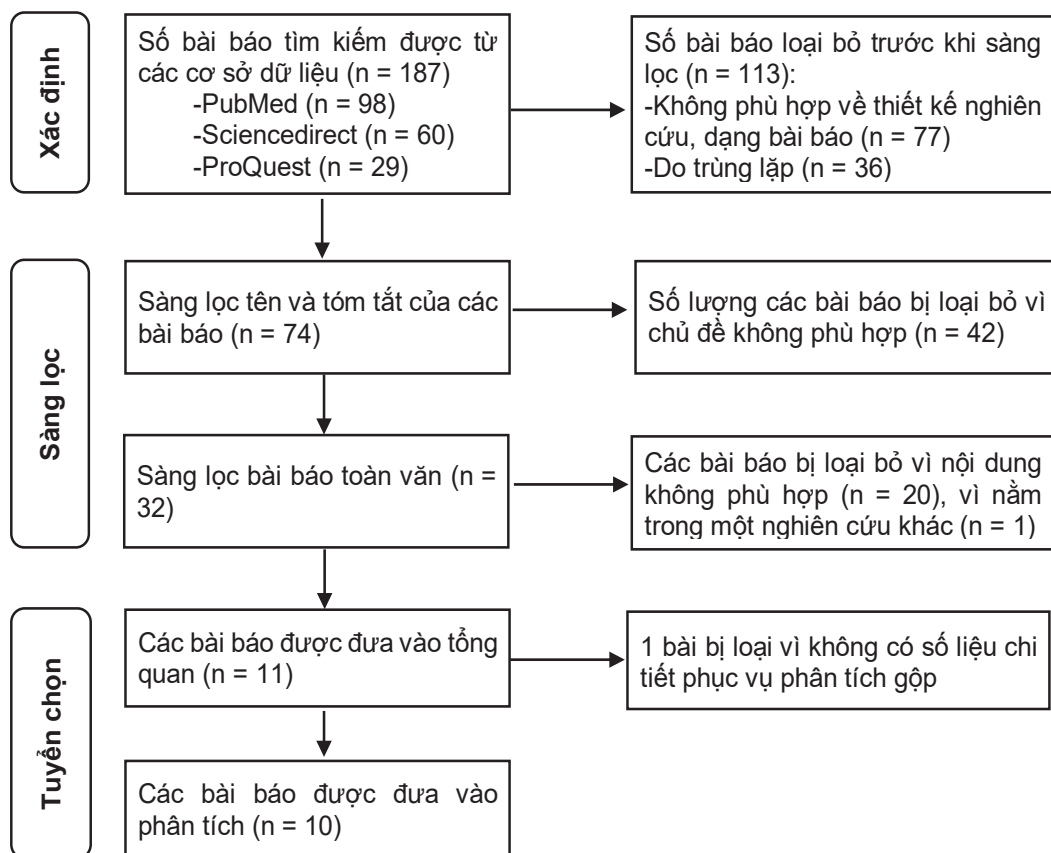 Xác định
Số bài báo tìm kiếm được từ
các cơ sở dữ liệu (n = 187)
-PubMed (n = 98)
-Sciencedirect (n = 60)
-ProQuest (n = 29)
Số bài báo loại bỏ trước khi sàng
lọc (n = 113):
-Không phù hợp về thiết kế nghiên
cứu, dạng bài báo (n = 77)
-Do trùng lặp (n = 36)
Sàng lọc
Sàng lọc tên và tóm tắt của các
bài báo (n = 74)
Số lượng các bài báo bị loại bỏ vì
chủ đề không phù hợp (n = 42)
Sàng lọc bài báo toàn văn (n =
32)
Các bài báo bị loại bỏ vì nội dung
không phù hợp (n = 20), vì nằm
trong một nghiên cứu khác (n = 1)
Tuyển chọn
Các bài báo được đưa vào tổng
quan (n = 11)
1 bài bị loại vì không có số liệu chi
tiết phục vụ phân tích gộp
Các bài báo được đưa vào
phân tích (n = 10)